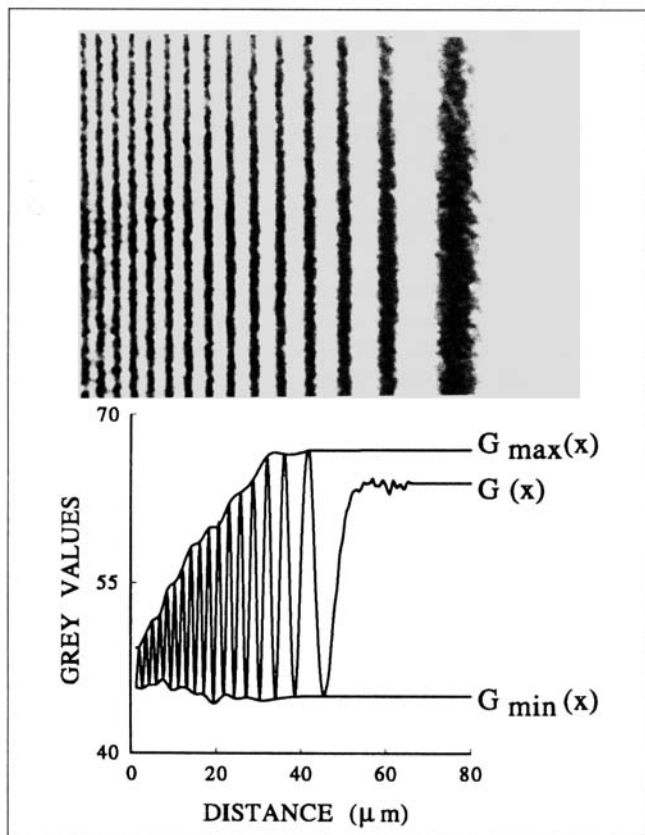 70
G max(x)
G (x)
55
GREY VALUES
G min(x)
40
0 20 40 60 80
DISTANCE (μm)